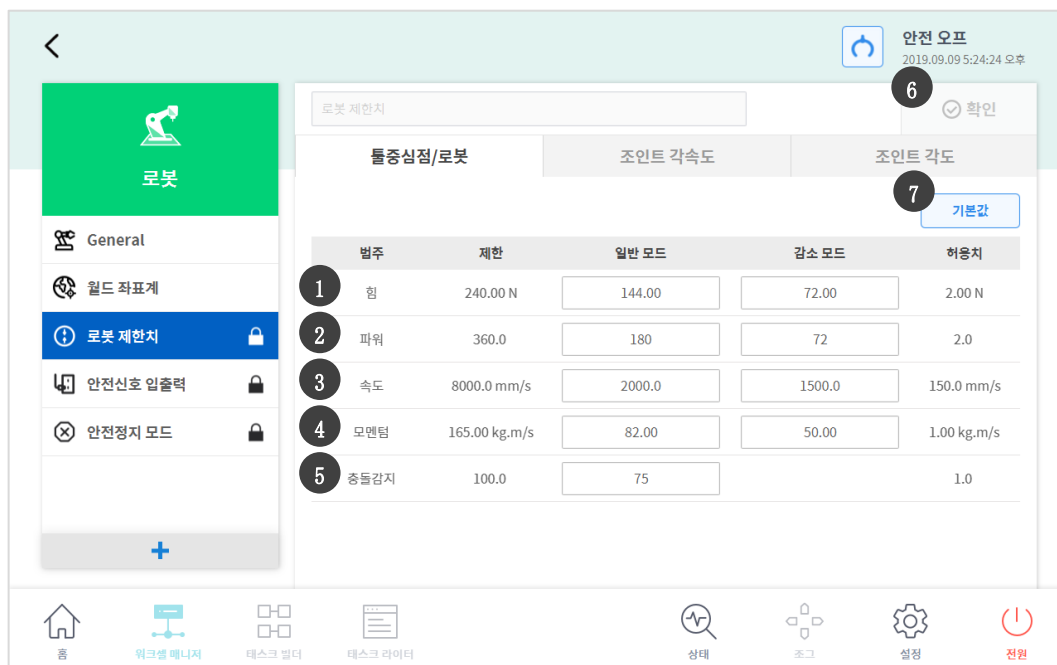 안전 오프
2019.09.09 5:24:24 오후
로봇
General
월드 좌표계
로봇 제한치
안전신호 입출력
안전정지 모드
+
로봇 제한치
6
확인
툴중심점/로봇 조인트 각속도 조인트 각도
7
기본값
범주 제한 일반 모드 감소 모드 허용치
1 힘 240.00 N 144.00 72.00 2.00 N
2 파워 360.0 180 72 2.0
3 속도 8000.0 mm/s 2000.0 1500.0 150.0 mm/s
4 모멘텀 165.00 kg.m/s 82.00 50.00 1.00 kg.m/s
5 충돌감지 100.0 75 1.0
홈 워크셀 매니저 태스크 빌더 태스크 라이터 상태 조그 설정 전원